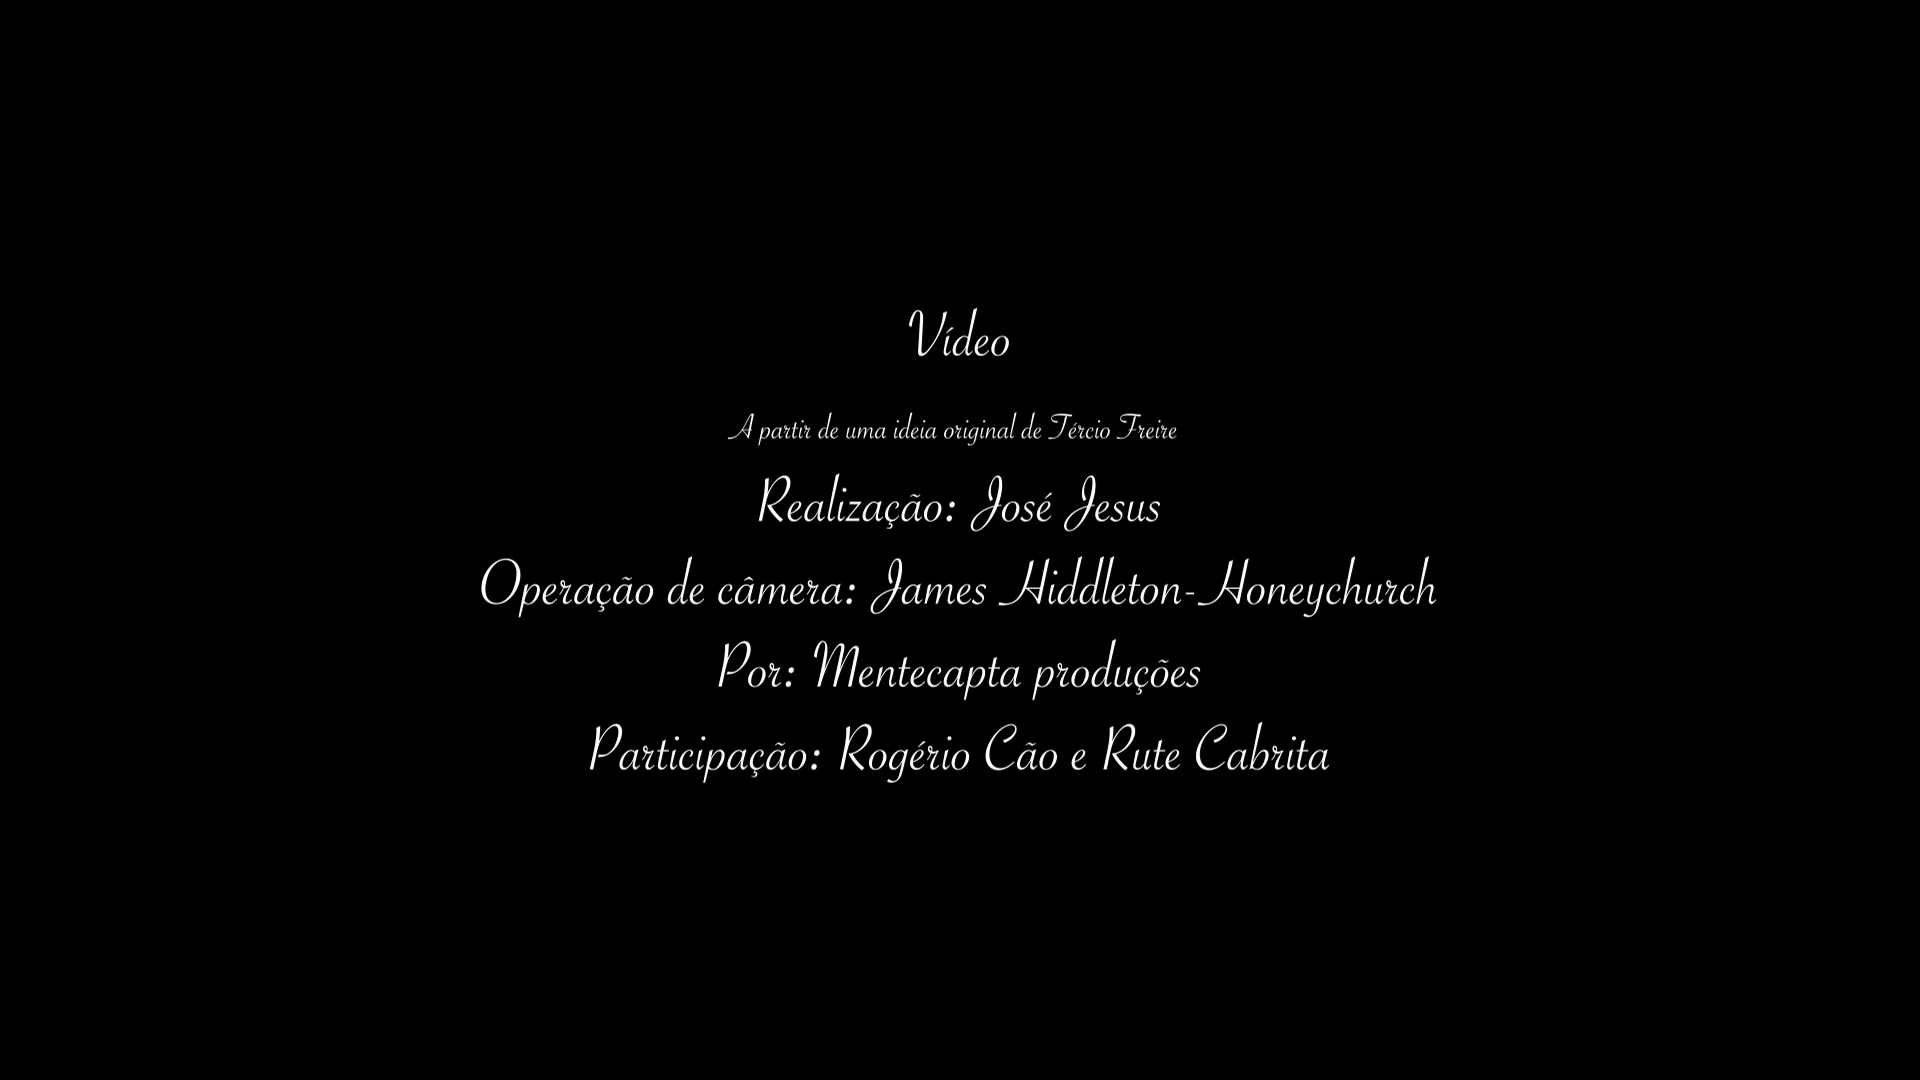 Vídeo
A partir de uma ideia original de Tércio Freire
Realização: José Jesus
Operação de câmera: James Hiddleton-Honeychurch
Por: Mentecapta produções
Participação: Rogério Cão e Rute Cabrita